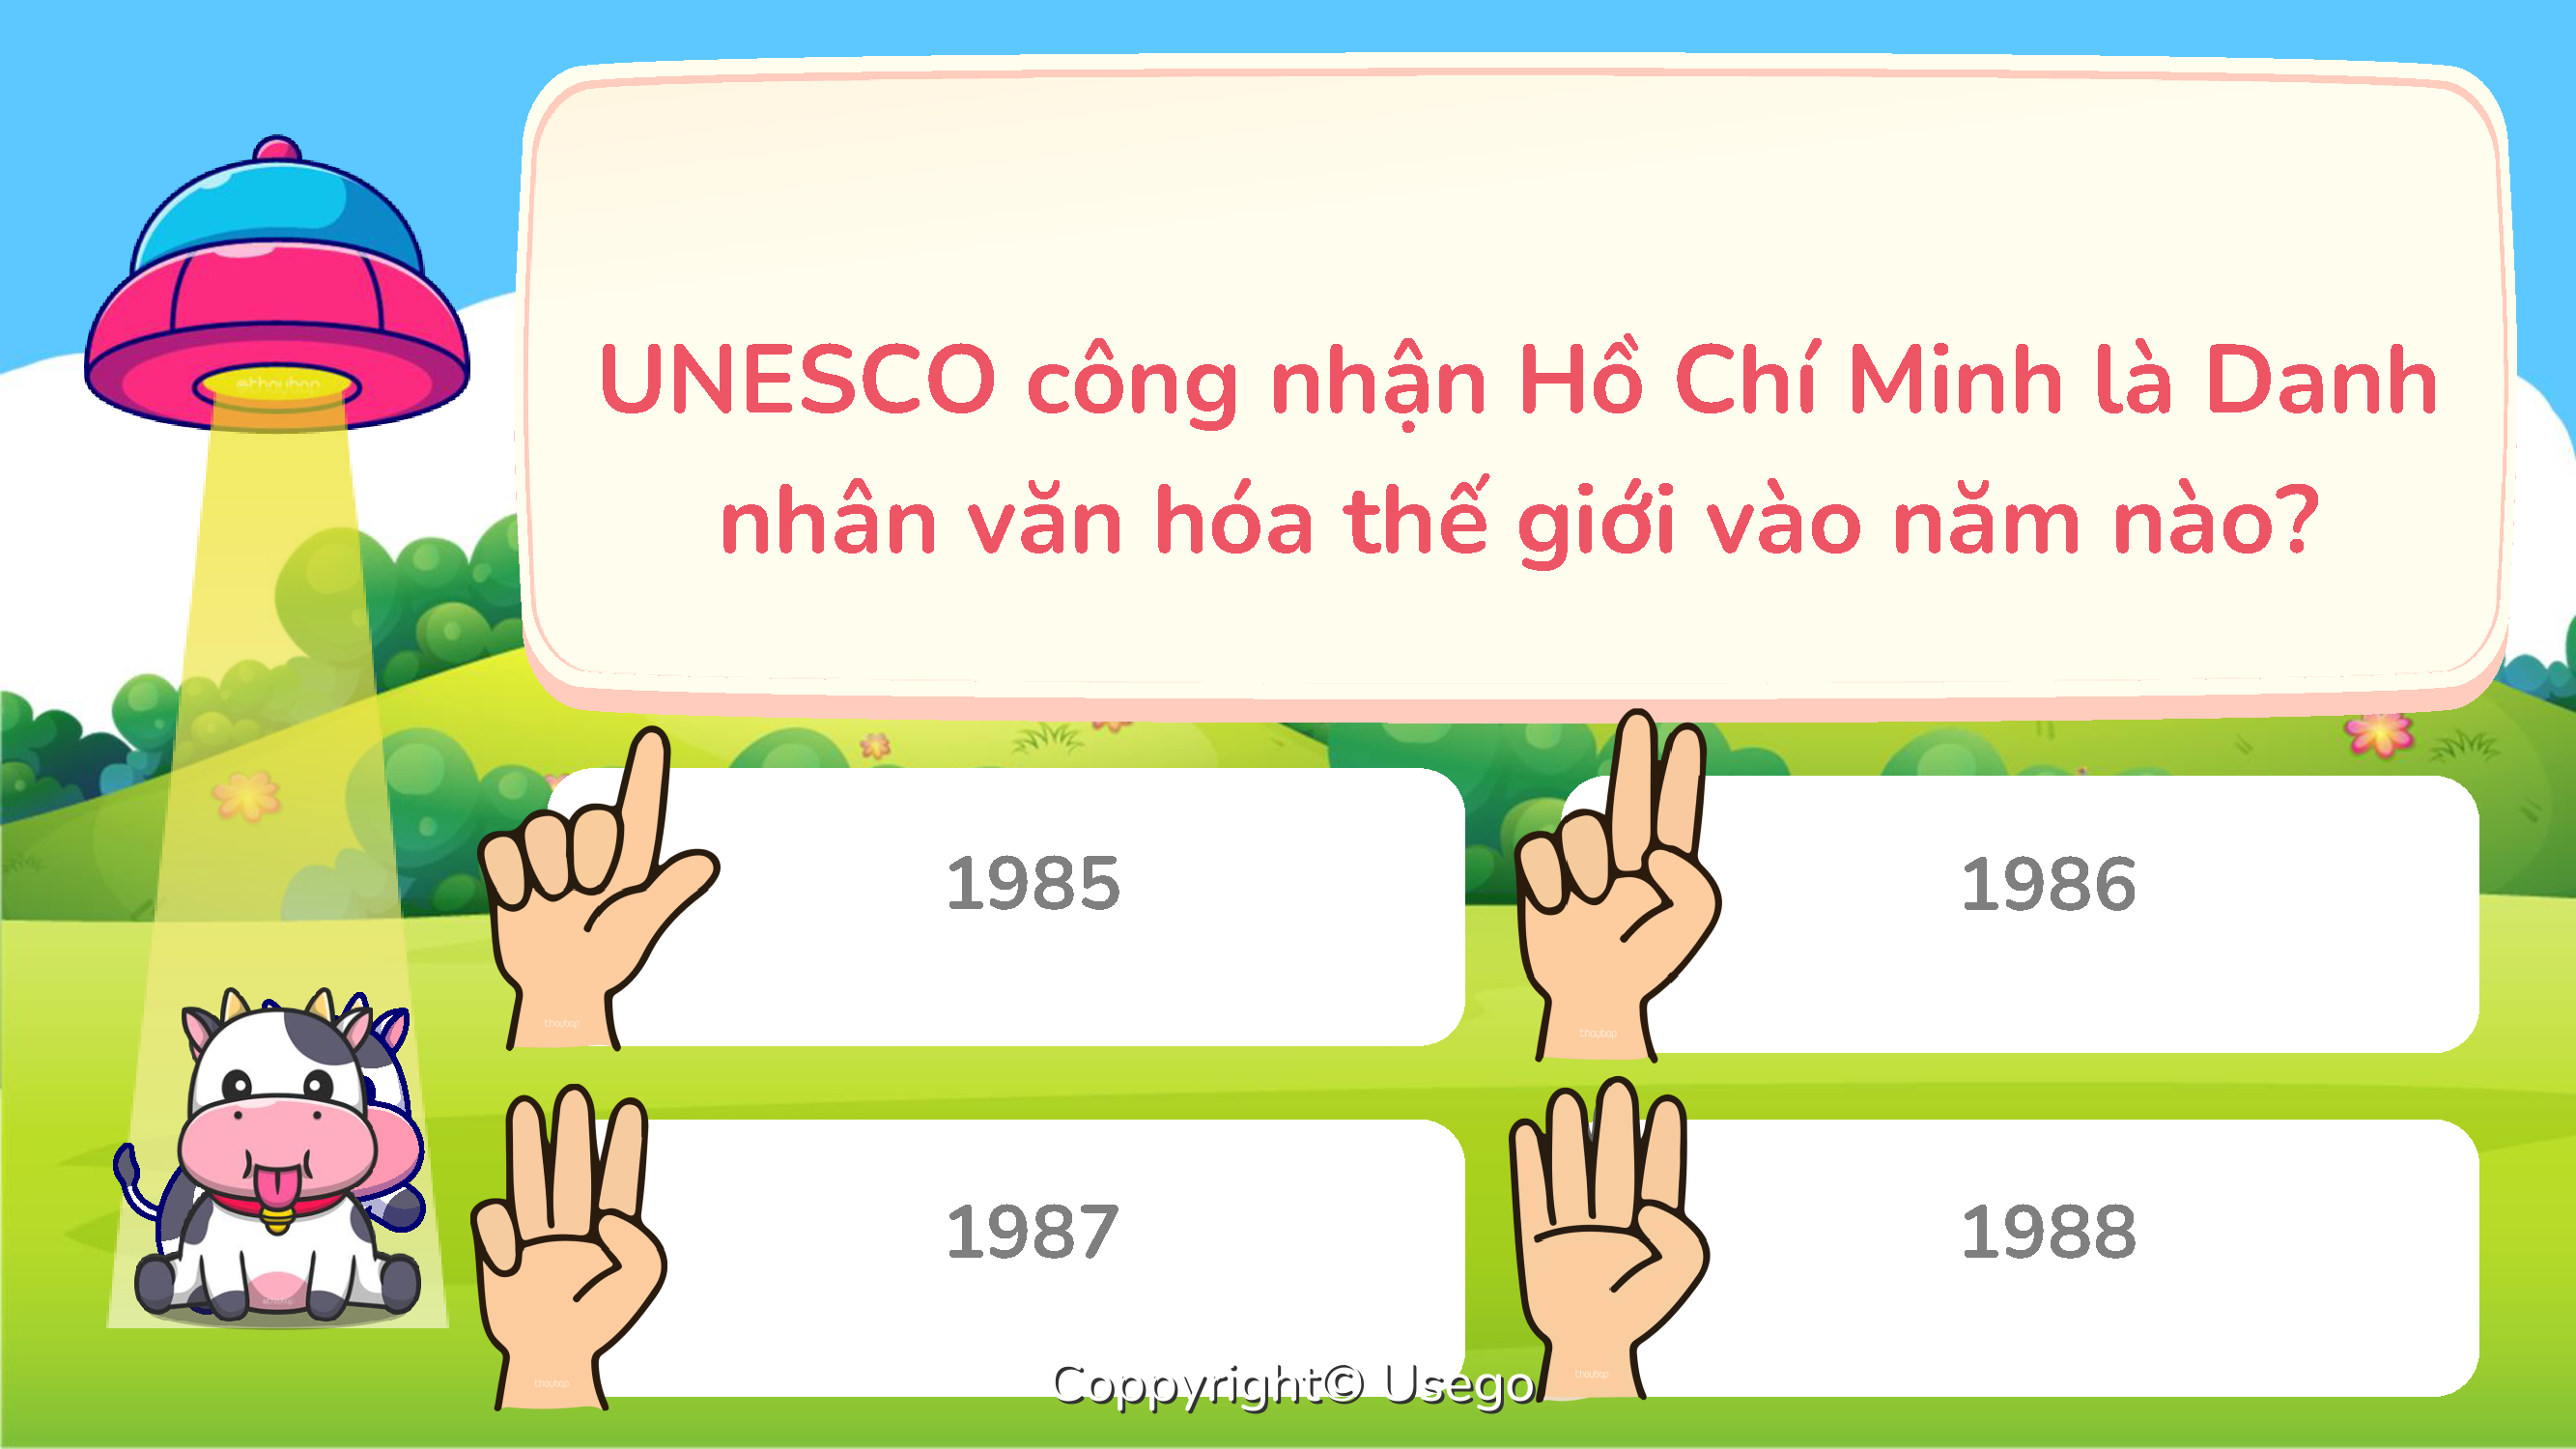 UNESCO công nhận Hồ Chí Minh là Danh
nhân văn hóa thế giới vào năm nào?
1985
1986
1987
1988
Coppyright© Usego